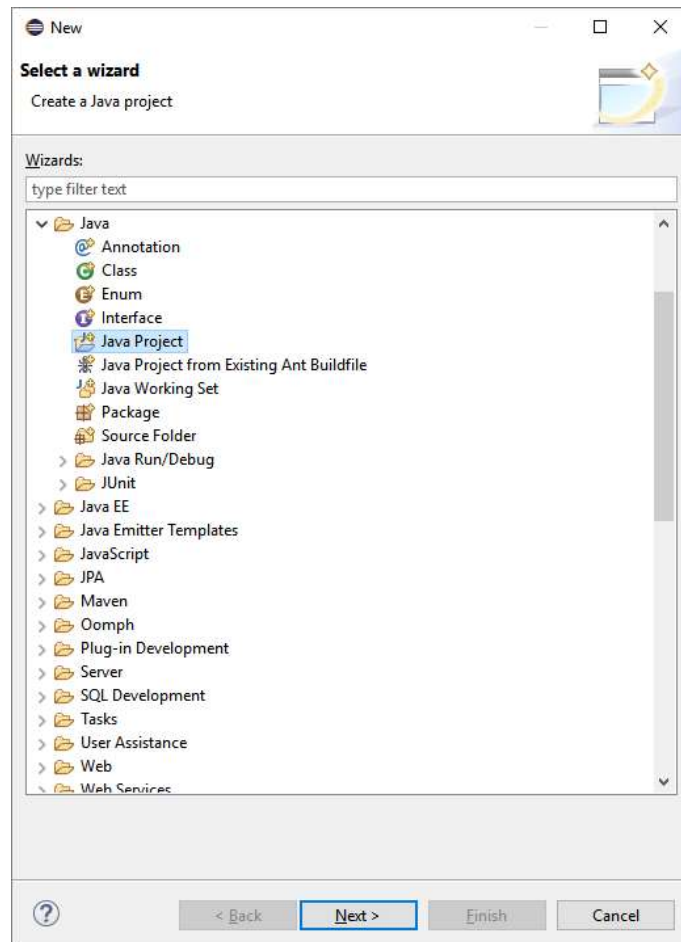 New
Select a wizard
Create a Java project
Wizards:
type filter text
Java
Annotation
Class
Enum
Interface
Java Project
Java Project from Existing Ant Buildfile
Java Working Set
Package
Source Folder
Java Run/Debug
JUnit
Java EE
Java Emitter Templates
JavaScript
JPA
Maven
Oomph
Plug-in Development
Server
SQL Development
Tasks
User Assistance
Web
Web Services
< Back Next > Finish Cancel